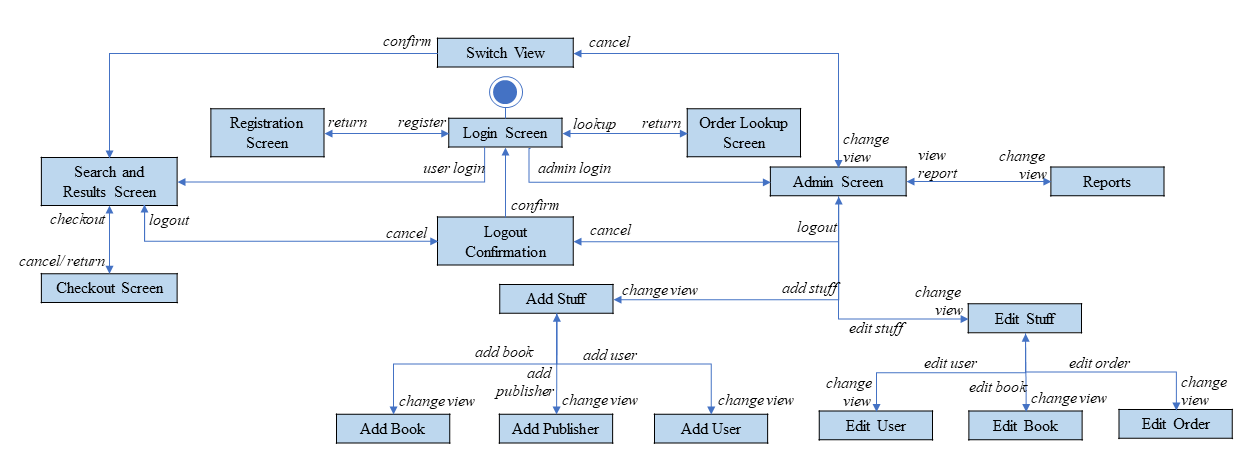 confirm
Switch View
cancel
Registration
Screen
return
register
Login Screen
lookup
return
Order Lookup
Screen
change
view
Search and
Results Screen
user login
admin login
Admin Screen
view
report
change
view
Reports
checkout
logout
cancel
confirm
Logout
Confirmation
cancel
logout
cancel/return
Checkout Screen
Add Stuff
change view
add stuff
edit stuff
change
view
Edit Stuff
add book
add
publisher
add user
edit user
edit book
edit order
change view
change view
change view
change
view
change view
change
view
Add Book
Add Publisher
Add User
Edit User
Edit Book
Edit Order